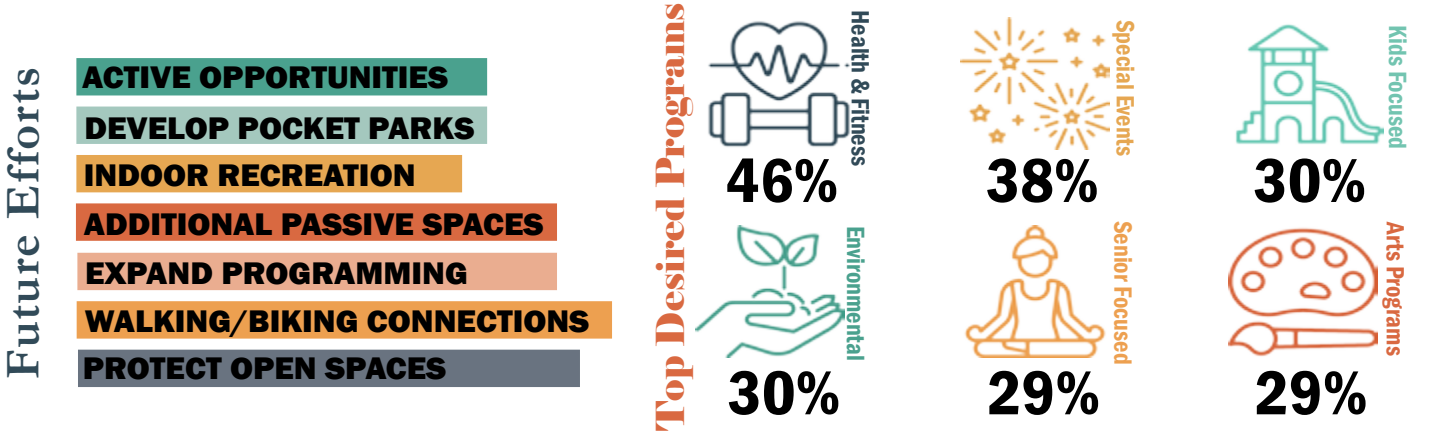 Future Efforts
ACTIVE OPPORTUNITIES
DEVELOP POCKET PARKS
INDOOR RECREATION
ADDITIONAL PASSIVE SPACES
EXPAND PROGRAMMING
WALKING/BIKING CONNECTIONS
PROTECT OPEN SPACES
Top Desired Programs
Health & Fitness
46%
Special Events
38%
Kids Focused
30%
Environmental
30%
Senior Focused
29%
Arts Programs
29%